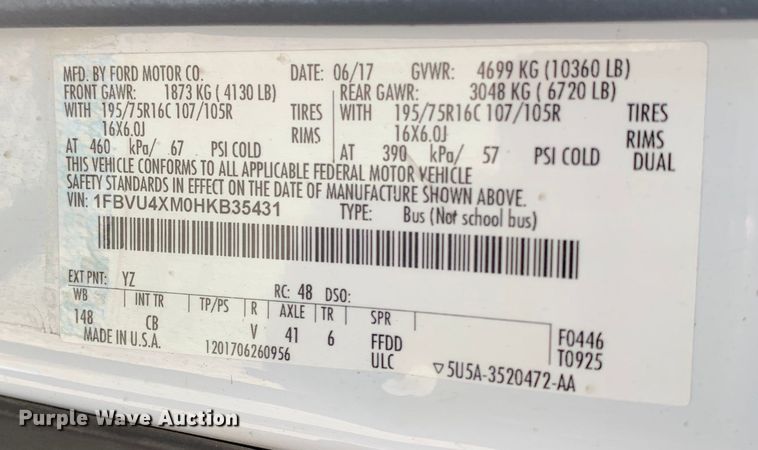 MFD. BY FORD MOTOR CO. DATE: 06/17 GVWR: 4699 KG (10360 LB)
FRONT GAWR: 1873 KG (4130 LB) REAR GAWR: 3048 KG (6720 LB)
WITH 195/75R16C 107/105R TIRES WITH 195/75R16C 107/105R TIRES
16X6.0J RIMS 16X6.0J RIMS
AT 460 kPa/ 67 PSI COLD AT 390 kPa/ 57 PSI COLD DUAL
THIS VEHICLE CONFORMS TO ALL APPLICABLE FEDERAL MOTOR VEHICLE
SAFETY STANDARDS IN EFFECT ON THE DATE OF MANUFACTURE SHOWN ABOVE.
VIN: 1FBVU4XM0HKB35431 TYPE: Bus (Not school bus)
EXT PNT: YZ RC: 48 DSO:
WB INT TR TP/PS R AXLE TR SPR
148 CB V 41 6 FFDD F0446
MADE IN U.S.A. 1201706260956 ULC T0925
▽5U5A-3520472-AA
Purple Wave Auction